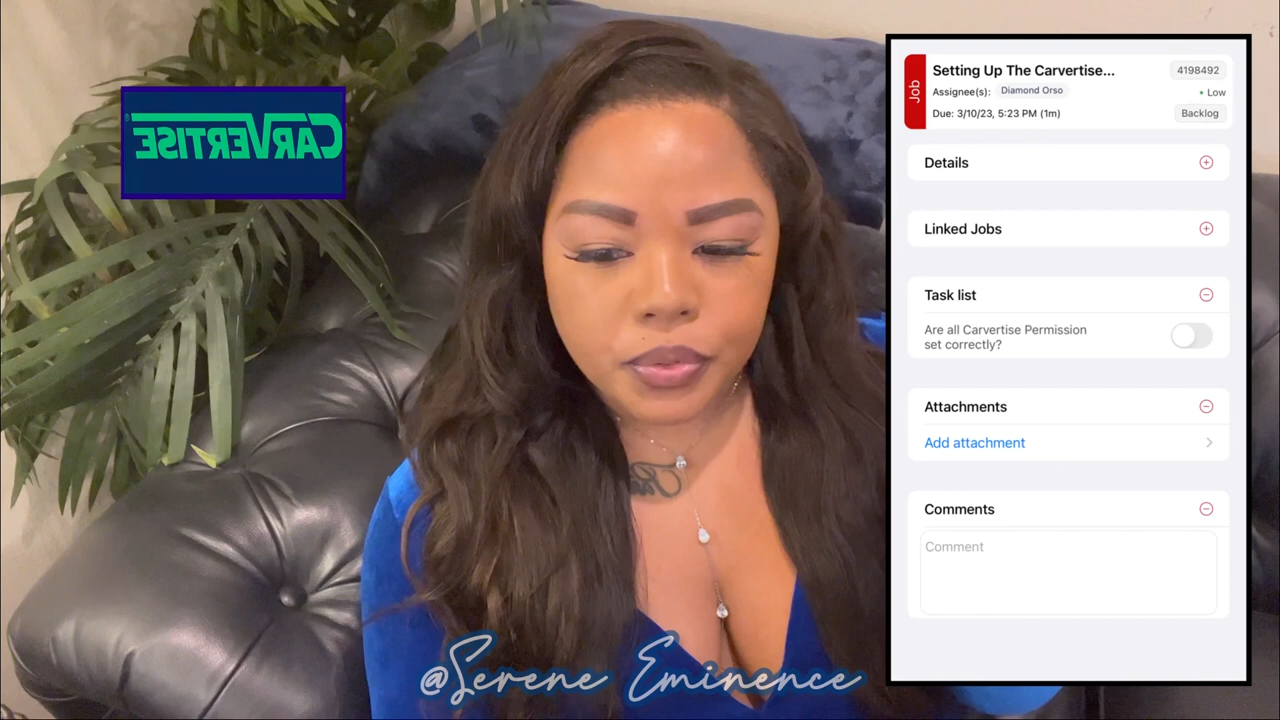 CARVERTISE®
Setting Up The Carvertise...
4198492
Job
Assignee(s): Diamond Orso
• Low
Due: 3/10/23, 5:23 PM (1m)
Backlog
Details
Linked Jobs
Task list
Are all Carvertise Permission
set correctly?
Attachments
Add attachment
Comments
Comment
@Serene Eminence